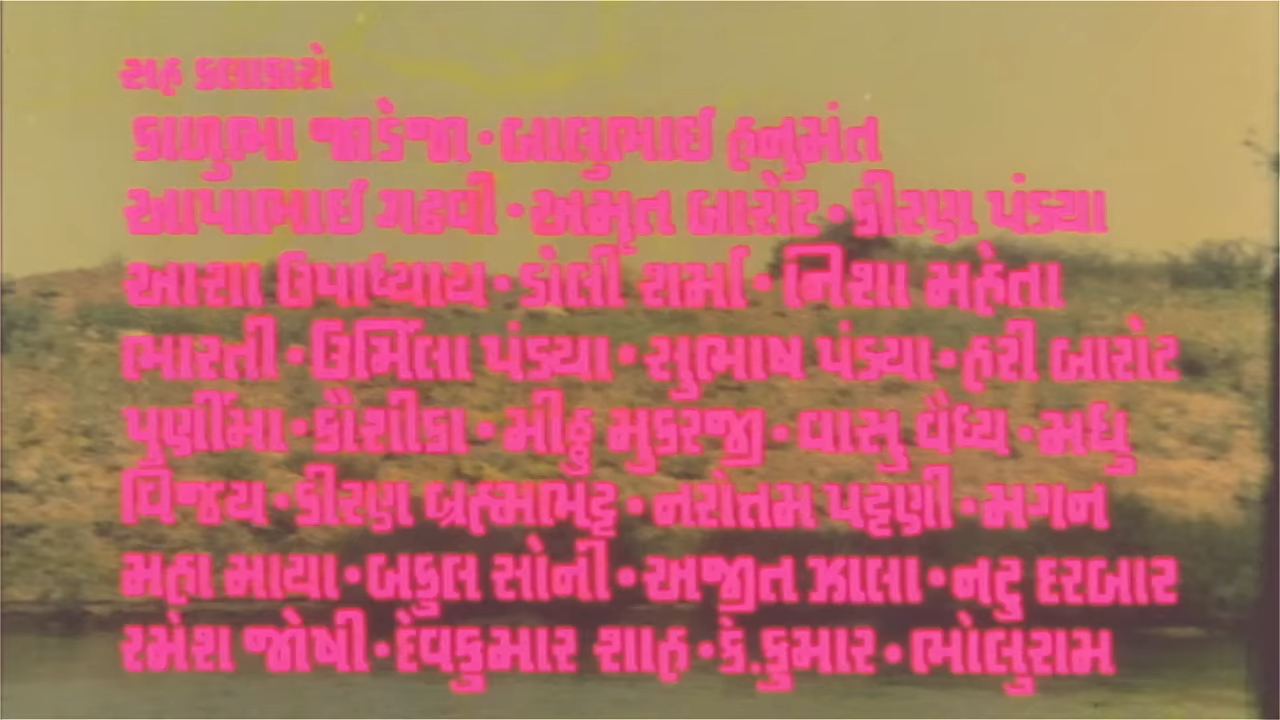 સહ કલાકારો
કાળુભા જાડેજા • બાલુભાઈ હનુમંત
આપાભાઈ ગઢવી • અમૃત બારોટ • કીરણ પંડ્યા
આશા ઉપાધ્યાય • ડોલી શર્મા • નિશા મહેતા
ભારતી • ઉર્મિલા પંડ્યા • સુભાષ પંડ્યા • હરી બારોટ
પુર્ણીમા • કૌશીકા • મીઠુ મુકરજી • વાસુ વૈધ્ય • મધુ
વિજય • કીરણ બ્રહ્મભટ્ટ • નરોતમ પટ્ટણી • મગન
મહા માયા • બકુલ સોની • અજીત ઝાલા • નટુ દરબાર
રમેશ જોષી • દેવકુમાર શાહ • કે.કુમાર • ભોલુરામ